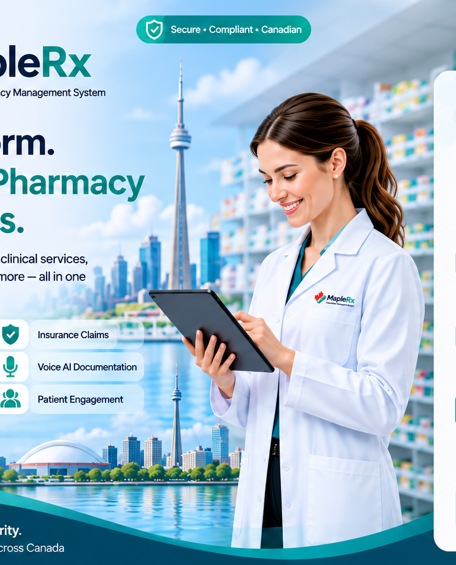 Secure • Compliant • Canadian
pleRx
cy Management System
orm.
Pharmacy
s.
clinical services,
more — all in one
Insurance Claims
Voice AI Documentation
Patient Engagement
MapleRx
rity.
cross Canada